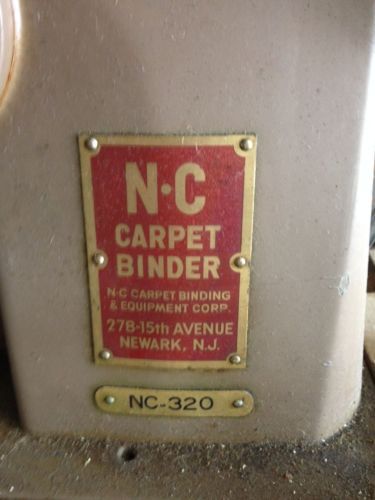 N·C
CARPET
BINDER
N·C CARPET BINDING
& EQUIPMENT CORP.
278-15th AVENUE
NEWARK, N.J.
NC-320